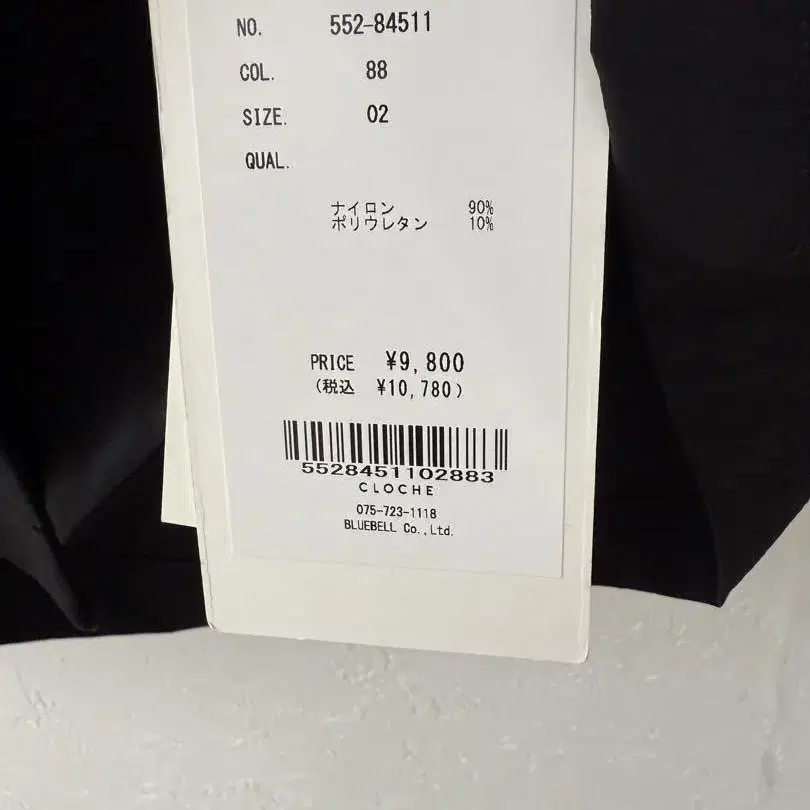 NO. 552-84511
COL. 88
SIZE. 02
QUAL.
ナイロン 90%
ポリウレタン 10%
PRICE ¥9,800
(税込 ¥10,780)
5528451102883
CLOCHE
075-723-1118
BLUEBELL Co.,Ltd.